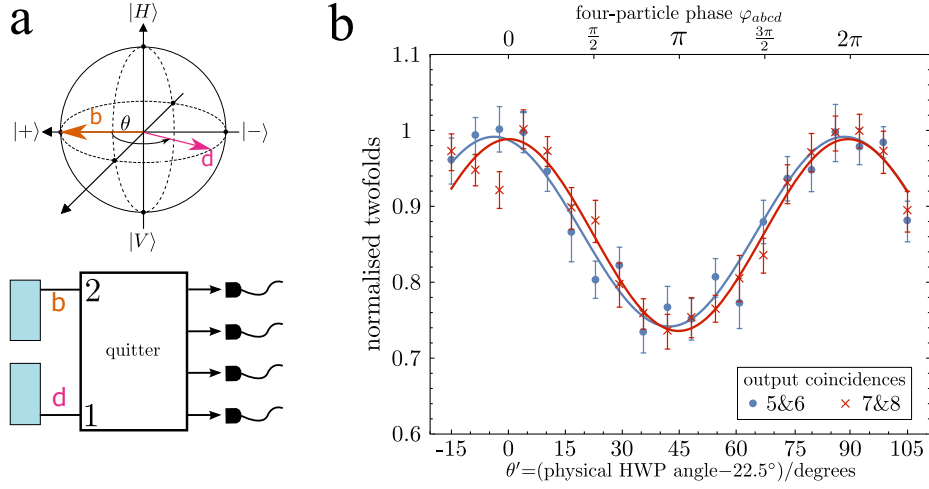 a
|H⟩
b
θ
|+⟩
|−⟩
d
|V⟩
b
2
quitter
d
1
b
four-particle phase φabcd
0
π/2
π
3π/2
2π
normalised twofolds
1.1
1
0.9
0.8
0.7
0.6
output coincidences
5&6
7&8
-15
0
15
30
45
60
75
90
105
θ′=(physical HWP angle−22.5°)/degrees